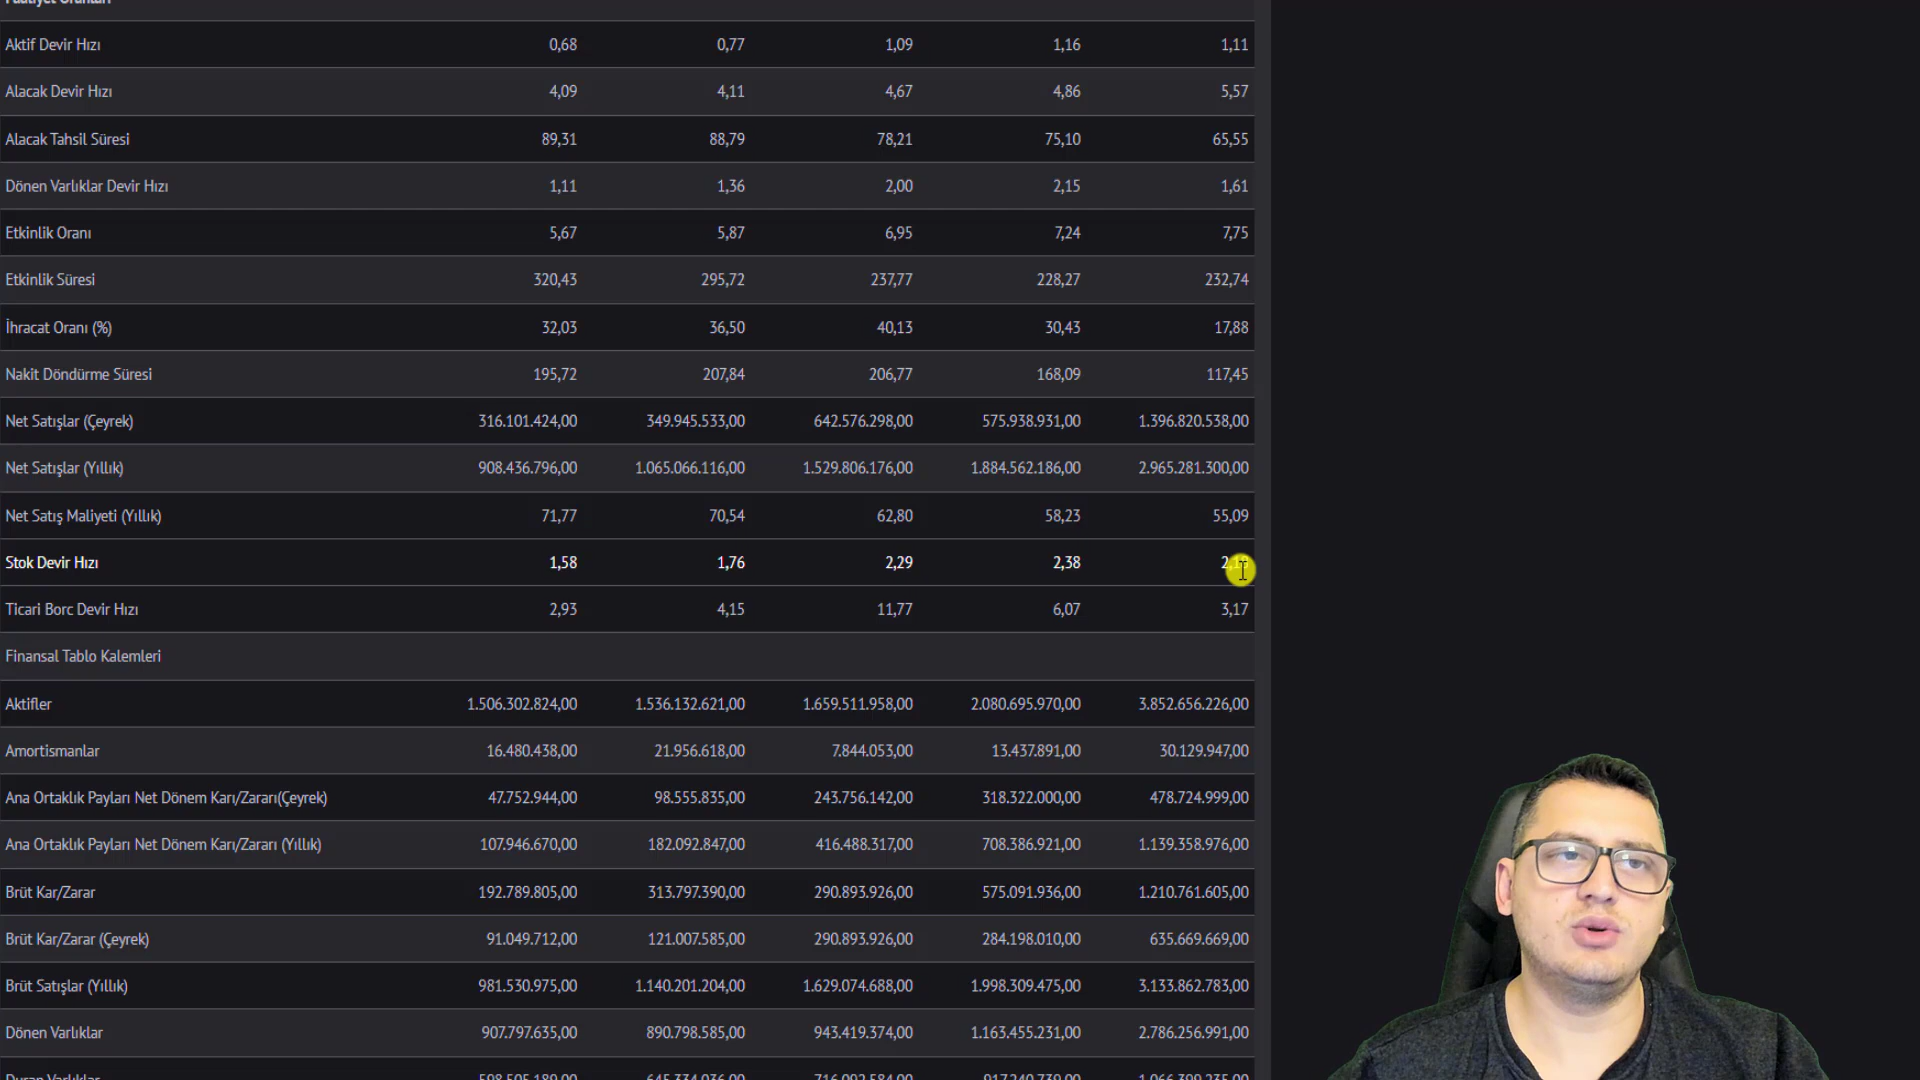 Aktif Devir Hızı 0,68 0,77 1,09 1,16 1,11
Alacak Devir Hızı 4,09 4,11 4,67 4,86 5,57
Alacak Tahsil Süresi 89,31 88,79 78,21 75,10 65,55
Dönen Varlıklar Devir Hızı 1,11 1,36 2,00 2,15 1,61
Etkinlik Oranı 5,67 5,87 6,95 7,24 7,75
Etkinlik Süresi 320,43 295,72 237,77 228,27 232,74
İhracat Oranı (%) 32,03 36,50 40,13 30,43 17,88
Nakit Döndürme Süresi 195,72 207,84 206,77 168,09 117,45
Net Satışlar (Çeyrek) 316.101.424,00 349.945.533,00 642.576.298,00 575.938.931,00 1.396.820.538,00
Net Satışlar (Yıllık) 908.436.796,00 1.065.066.116,00 1.529.806.176,00 1.884.562.186,00 2.965.281.300,00
Net Satış Maliyeti (Yıllık) 71,77 70,54 62,80 58,23 55,09
Stok Devir Hızı 1,58 1,76 2,29 2,38
Ticari Borc Devir Hızı 2,93 4,15 11,77 6,07 3,17
Finansal Tablo Kalemleri
Aktifler 1.506.302.824,00 1.536.132.621,00 1.659.511.958,00 2.080.695.970,00 3.852.656.226,00
Amortismanlar 16.480.438,00 21.956.618,00 7.844.053,00 13.437.891,00 30.129.947,00
Ana Ortaklık Payları Net Dönem Karı/Zararı(Çeyrek) 47.752.944,00 98.555.835,00 243.756.142,00 318.322.000,00 478.724.999,00
Ana Ortaklık Payları Net Dönem Karı/Zararı (Yıllık) 107.946.670,00 182.092.847,00 416.488.317,00 708.386.921,00 1.139.358.976,00
Brüt Kar/Zarar 192.789.805,00 313.797.390,00 290.893.926,00 575.091.936,00 1.210.761.605,00
Brüt Kar/Zarar (Çeyrek) 91.049.712,00 121.007.585,00 290.893.926,00 284.198.010,00 635.669.669,00
Brüt Satışlar (Yıllık) 981.530.975,00 1.140.201.204,00 1.629.074.688,00 1.998.309.475,00 3.133.862.783,00
Dönen Varlıklar 907.797.635,00 890.798.585,00 943.419.374,00 1.163.455.231,00 2.786.256.991,00